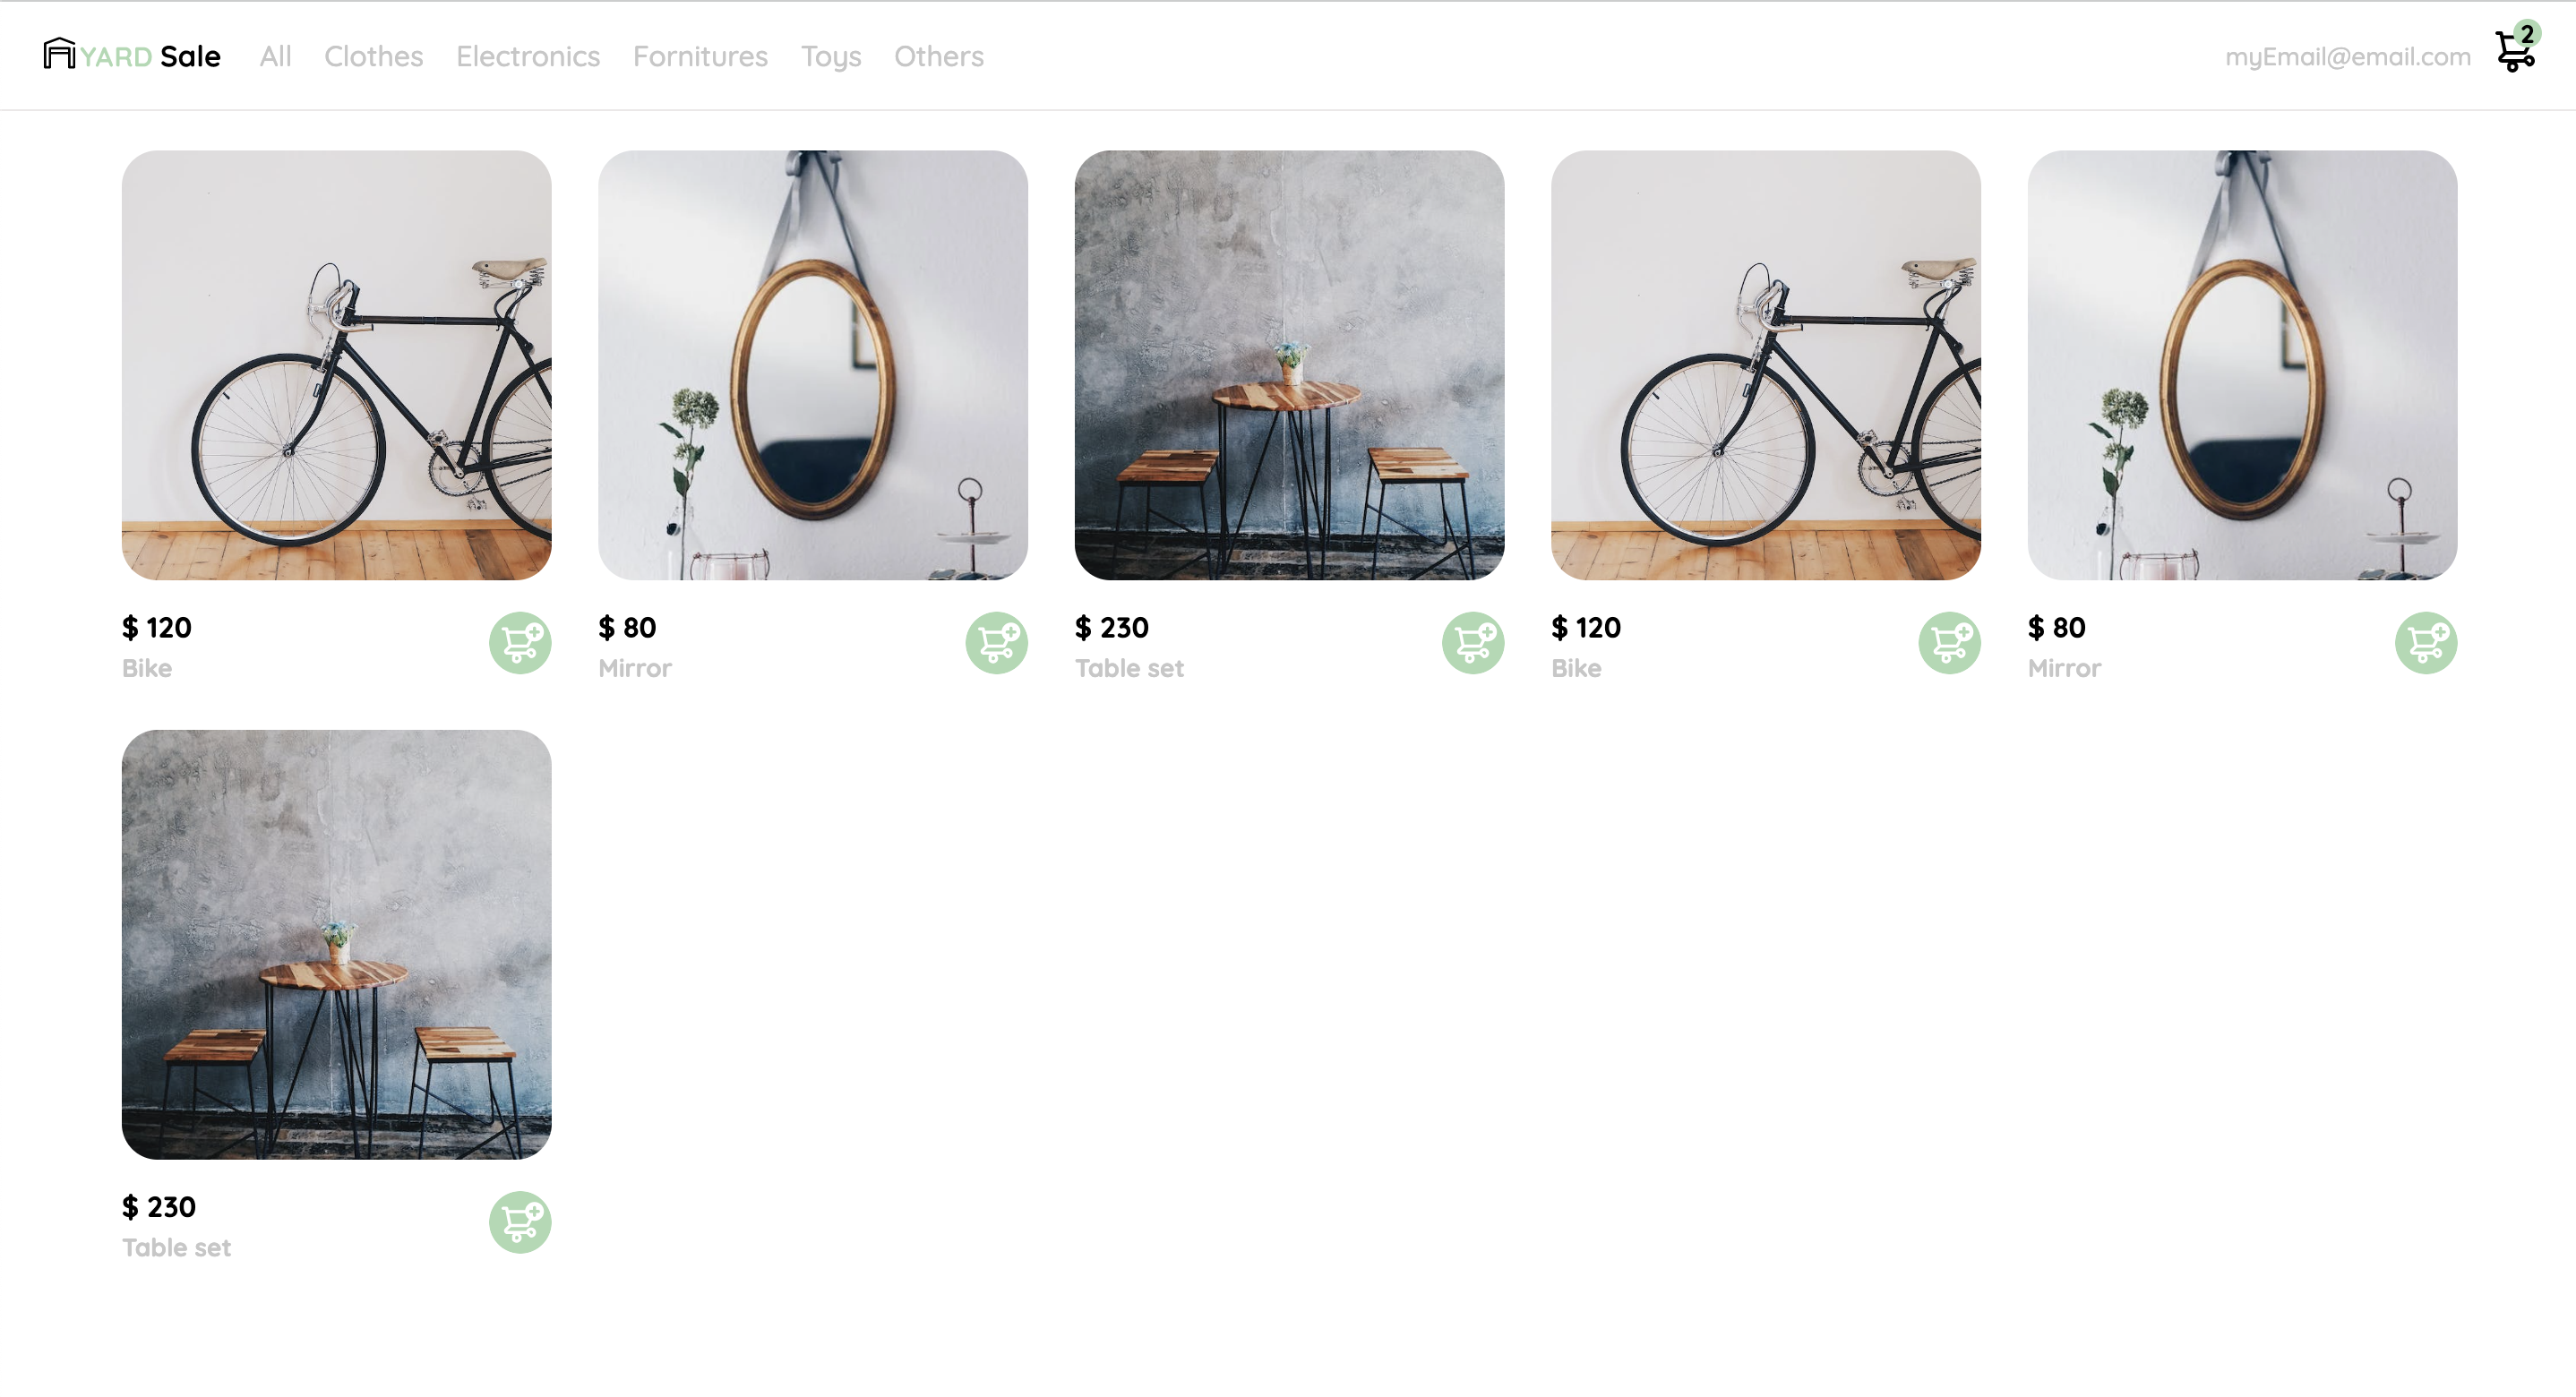 YARD Sale All Clothes Electronics Fornitures Toys Others myEmail@email.com 2
$ 120 $ 80 $ 230 $ 120 $ 80
Bike Mirror Table set Bike Mirror
$ 230
Table set